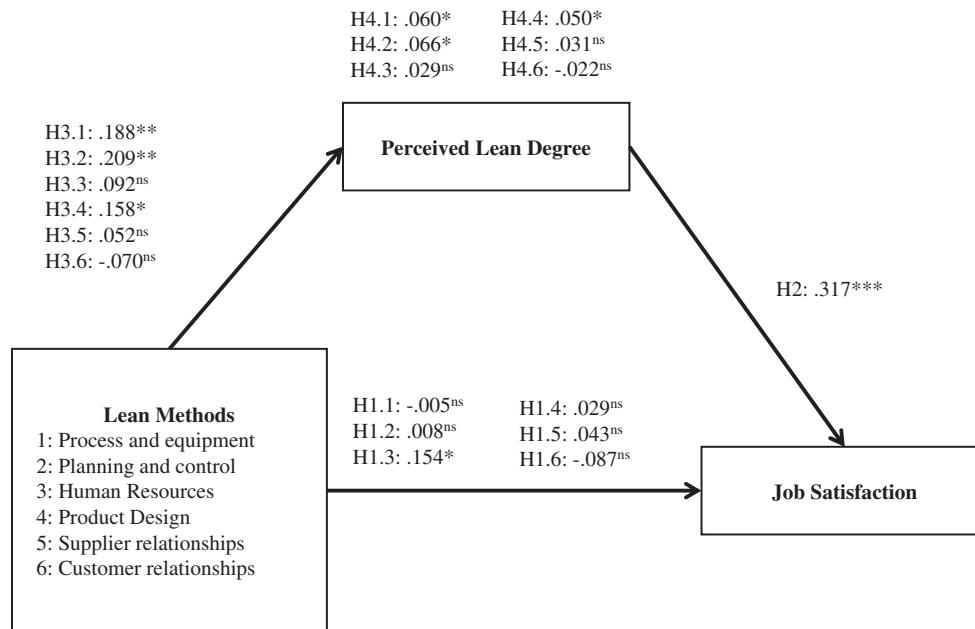 H4.1: .060* H4.4: .050*
H4.2: .066* H4.5: .031ns
H4.3: .029ns H4.6: -.022ns
Perceived Lean Degree
H3.1: .188**
H3.2: .209**
H3.3: .092ns
H3.4: .158*
H3.5: .052ns
H3.6: -.070ns
H2: .317***
Lean Methods
1: Process and equipment
2: Planning and control
3: Human Resources
4: Product Design
5: Supplier relationships
6: Customer relationships
H1.1: -.005ns H1.4: .029ns
H1.2: .008ns H1.5: .043ns
H1.3: .154* H1.6: -.087ns
Job Satisfaction